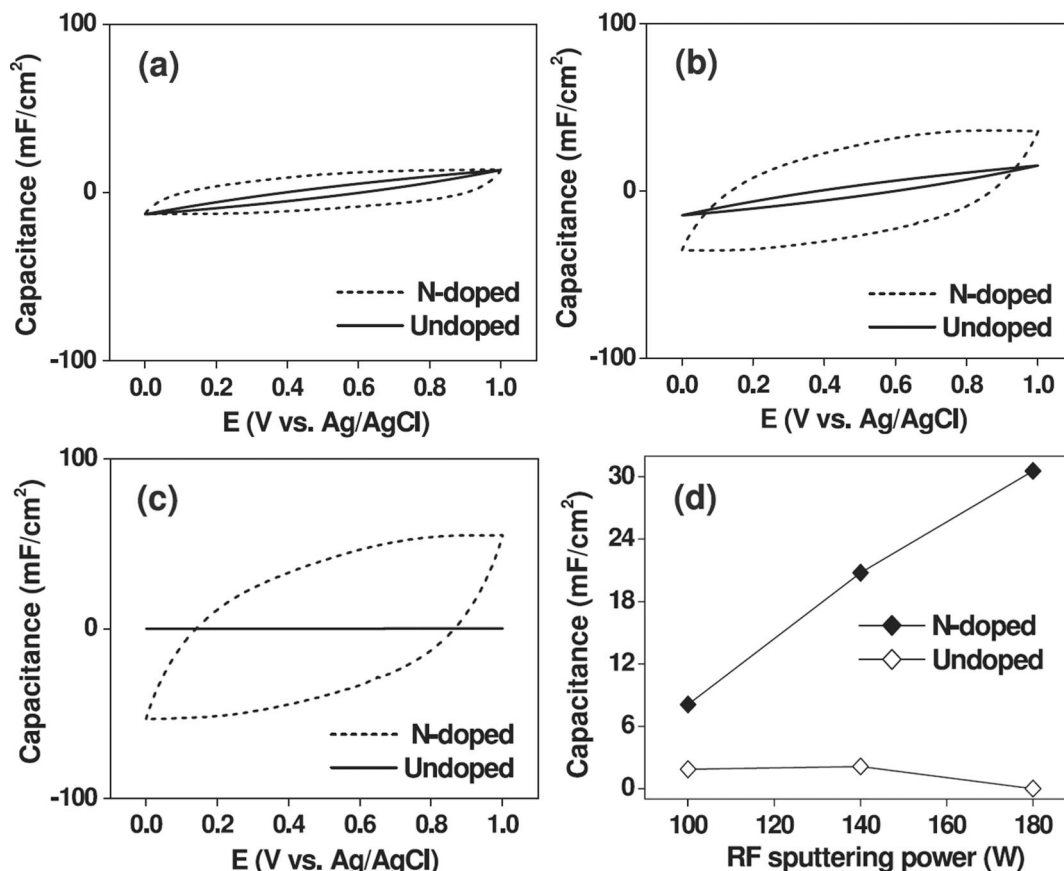 100
(a)
Capacitance (mF/cm²)
0
N-doped
Undoped
-100
0.0 0.2 0.4 0.6 0.8 1.0
E (V vs. Ag/AgCl)
100
(b)
Capacitance (mF/cm²)
0
N-doped
Undoped
-100
0.0 0.2 0.4 0.6 0.8 1.0
E (V vs. Ag/AgCl)
100
(c)
Capacitance (mF/cm²)
0
N-doped
Undoped
-100
0.0 0.2 0.4 0.6 0.8 1.0
E (V vs. Ag/AgCl)
30
(d)
24
Capacitance (mF/cm²)
18
N-doped
Undoped
12
6
0
100 120 140 160 180
RF sputtering power (W)